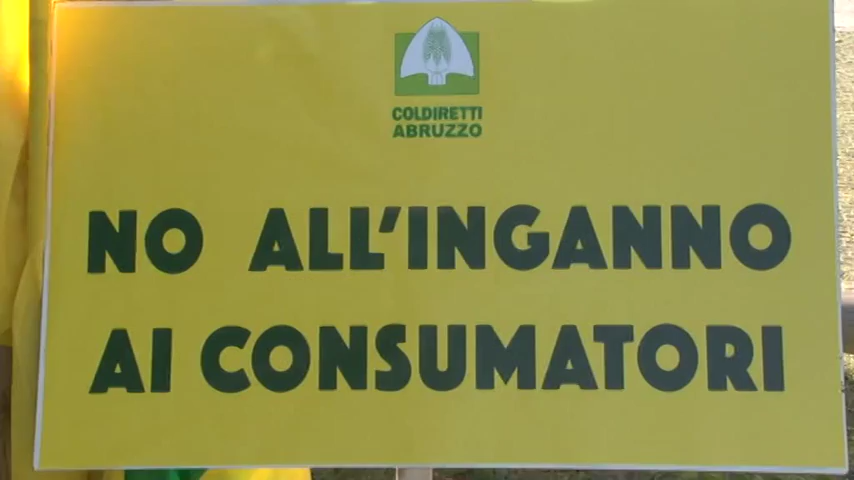 COLDIRETTI
ABRUZZO
NO ALL'INGANNO
AI CONSUMATORI